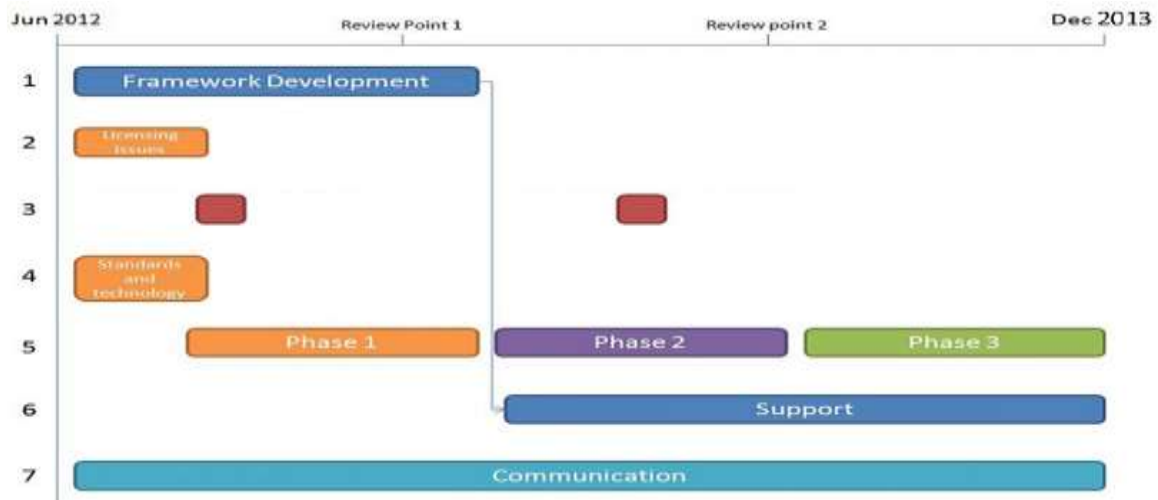 Jun 2012
Review Point 1
Review point 2
Dec 2013
1
Framework Development
2
Licensing
issues
3
4
Standards
and
technology
5
Phase 1
Phase 2
Phase 3
6
Support
7
Communication